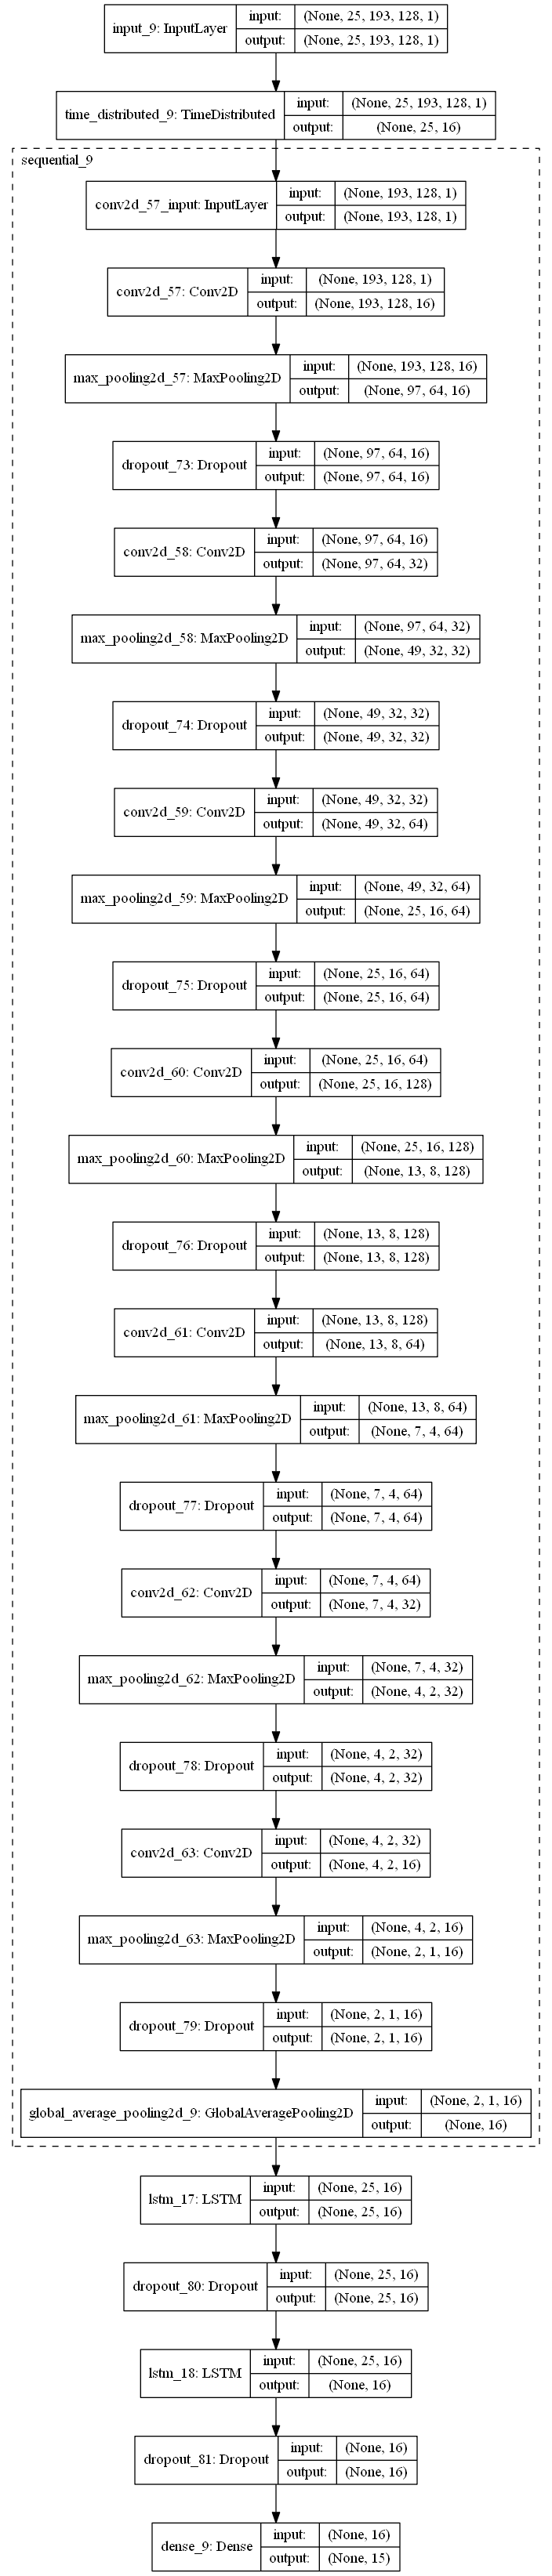 input_9: InputLayer
input: (None, 25, 193, 128, 1)
output: (None, 25, 193, 128, 1)
time_distributed_9: TimeDistributed
input: (None, 25, 193, 128, 1)
output: (None, 25, 16)
sequential_9
conv2d_57_input: InputLayer
input: (None, 193, 128, 1)
output: (None, 193, 128, 1)
conv2d_57: Conv2D
input: (None, 193, 128, 1)
output: (None, 193, 128, 16)
max_pooling2d_57: MaxPooling2D
input: (None, 193, 128, 16)
output: (None, 97, 64, 16)
dropout_73: Dropout
input: (None, 97, 64, 16)
output: (None, 97, 64, 16)
conv2d_58: Conv2D
input: (None, 97, 64, 16)
output: (None, 97, 64, 32)
max_pooling2d_58: MaxPooling2D
input: (None, 97, 64, 32)
output: (None, 49, 32, 32)
dropout_74: Dropout
input: (None, 49, 32, 32)
output: (None, 49, 32, 32)
conv2d_59: Conv2D
input: (None, 49, 32, 32)
output: (None, 49, 32, 64)
max_pooling2d_59: MaxPooling2D
input: (None, 49, 32, 64)
output: (None, 25, 16, 64)
dropout_75: Dropout
input: (None, 25, 16, 64)
output: (None, 25, 16, 64)
conv2d_60: Conv2D
input: (None, 25, 16, 64)
output: (None, 25, 16, 128)
max_pooling2d_60: MaxPooling2D
input: (None, 25, 16, 128)
output: (None, 13, 8, 128)
dropout_76: Dropout
input: (None, 13, 8, 128)
output: (None, 13, 8, 128)
conv2d_61: Conv2D
input: (None, 13, 8, 128)
output: (None, 13, 8, 64)
max_pooling2d_61: MaxPooling2D
input: (None, 13, 8, 64)
output: (None, 7, 4, 64)
dropout_77: Dropout
input: (None, 7, 4, 64)
output: (None, 7, 4, 64)
conv2d_62: Conv2D
input: (None, 7, 4, 64)
output: (None, 7, 4, 32)
max_pooling2d_62: MaxPooling2D
input: (None, 7, 4, 32)
output: (None, 4, 2, 32)
dropout_78: Dropout
input: (None, 4, 2, 32)
output: (None, 4, 2, 32)
conv2d_63: Conv2D
input: (None, 4, 2, 32)
output: (None, 4, 2, 16)
max_pooling2d_63: MaxPooling2D
input: (None, 4, 2, 16)
output: (None, 2, 1, 16)
dropout_79: Dropout
input: (None, 2, 1, 16)
output: (None, 2, 1, 16)
global_average_pooling2d_9: GlobalAveragePooling2D
input: (None, 2, 1, 16)
output: (None, 16)
lstm_17: LSTM
input: (None, 25, 16)
output: (None, 25, 16)
dropout_80: Dropout
input: (None, 25, 16)
output: (None, 25, 16)
lstm_18: LSTM
input: (None, 25, 16)
output: (None, 16)
dropout_81: Dropout
input: (None, 16)
output: (None, 16)
dense_9: Dense
input: (None, 16)
output: (None, 15)